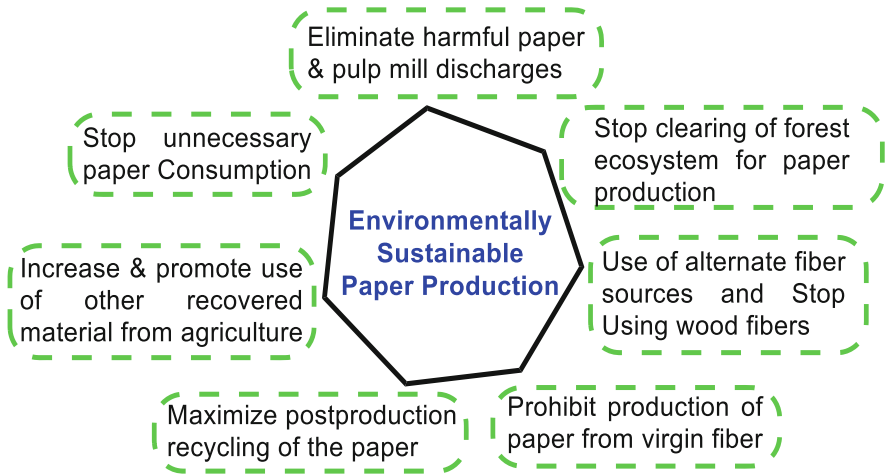 Eliminate harmful paper
& pulp mill discharges
Stop unnecessary
paper Consumption
Stop clearing of forest
ecosystem for paper
production
Environmentally
Sustainable
Paper Production
Increase & promote use
of other recovered
material from agriculture
Use of alternate fiber
sources and Stop
Using wood fibers
Maximize postproduction
recycling of the paper
Prohibit production of
paper from virgin fiber